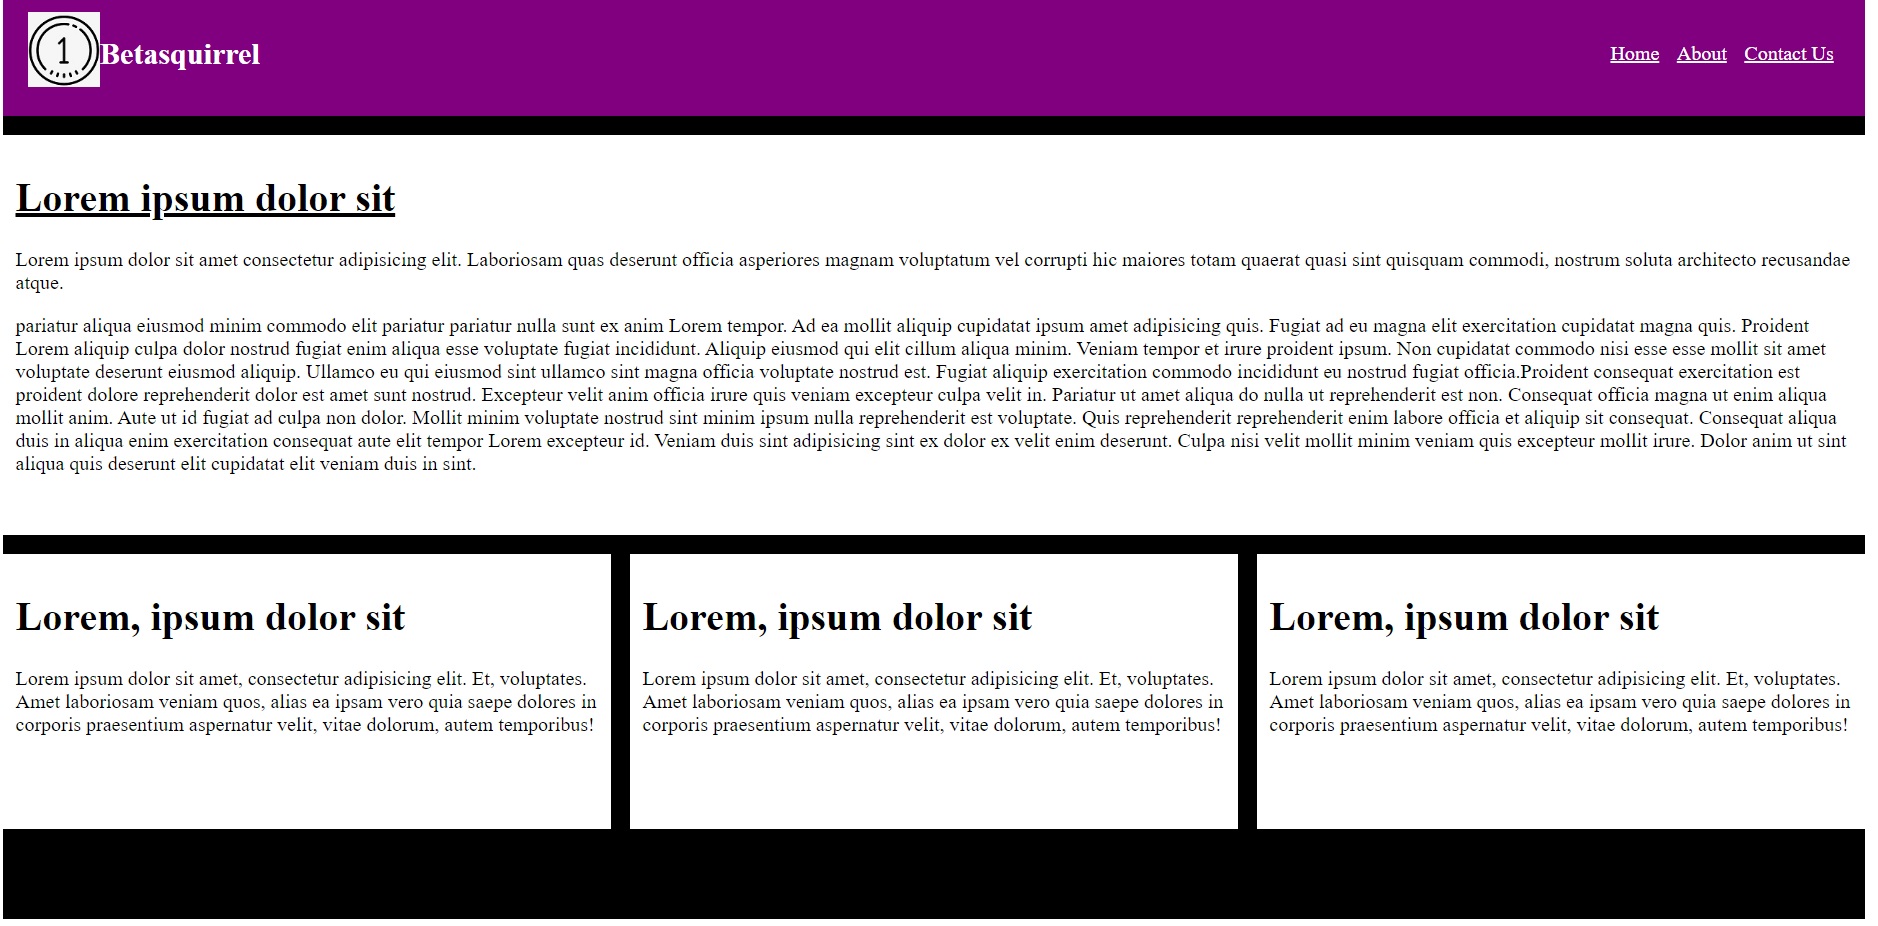 1
Betasquirrel
Home About Contact Us
Lorem ipsum dolor sit
Lorem ipsum dolor sit amet consectetur adipisicing elit. Laboriosam quas deserunt officia asperiores magnam voluptatum vel corrupti hic maiores totam quaerat quasi sint quisquam commodi, nostrum soluta architecto recusandae
atque.
pariatur aliqua eiusmod minim commodo elit pariatur pariatur nulla sunt ex anim Lorem tempor. Ad ea mollit aliquip cupidatat ipsum amet adipisicing quis. Fugiat ad eu magna elit exercitation cupidatat magna quis. Proident
Lorem aliquip culpa dolor nostrud fugiat enim aliqua esse voluptate fugiat incididunt. Aliquip eiusmod qui elit cillum aliqua minim. Veniam tempor et irure proident ipsum. Non cupidatat commodo nisi esse esse mollit sit amet
voluptate deserunt eiusmod aliquip. Ullamco eu qui eiusmod sint ullamco sint magna officia voluptate nostrud est. Fugiat aliquip exercitation commodo incididunt eu nostrud fugiat officia.Proident consequat exercitation est
proident dolore reprehenderit dolor est amet sunt nostrud. Excepteur velit anim officia irure quis veniam excepteur culpa velit in. Pariatur ut amet aliqua do nulla ut reprehenderit est non. Consequat officia magna ut enim aliqua
mollit anim. Aute ut id fugiat ad culpa non dolor. Mollit minim voluptate nostrud sint minim ipsum nulla reprehenderit est voluptate. Quis reprehenderit reprehenderit enim labore officia et aliquip sit consequat. Consequat aliqua
duis in aliqua enim exercitation consequat aute elit tempor Lorem excepteur id. Veniam duis sint adipisicing sint ex dolor ex velit enim deserunt. Culpa nisi velit mollit minim veniam quis excepteur mollit irure. Dolor anim ut sint
aliqua quis deserunt elit cupidatat elit veniam duis in sint.
Lorem, ipsum dolor sit
Lorem ipsum dolor sit amet, consectetur adipisicing elit. Et, voluptates.
Amet laboriosam veniam quos, alias ea ipsam vero quia saepe dolores in
corporis praesentium aspernatur velit, vitae dolorum, autem temporibus!
Lorem, ipsum dolor sit
Lorem ipsum dolor sit amet, consectetur adipisicing elit. Et, voluptates.
Amet laboriosam veniam quos, alias ea ipsam vero quia saepe dolores in
corporis praesentium aspernatur velit, vitae dolorum, autem temporibus!
Lorem, ipsum dolor sit
Lorem ipsum dolor sit amet, consectetur adipisicing elit. Et, voluptates.
Amet laboriosam veniam quos, alias ea ipsam vero quia saepe dolores in
corporis praesentium aspernatur velit, vitae dolorum, autem temporibus!